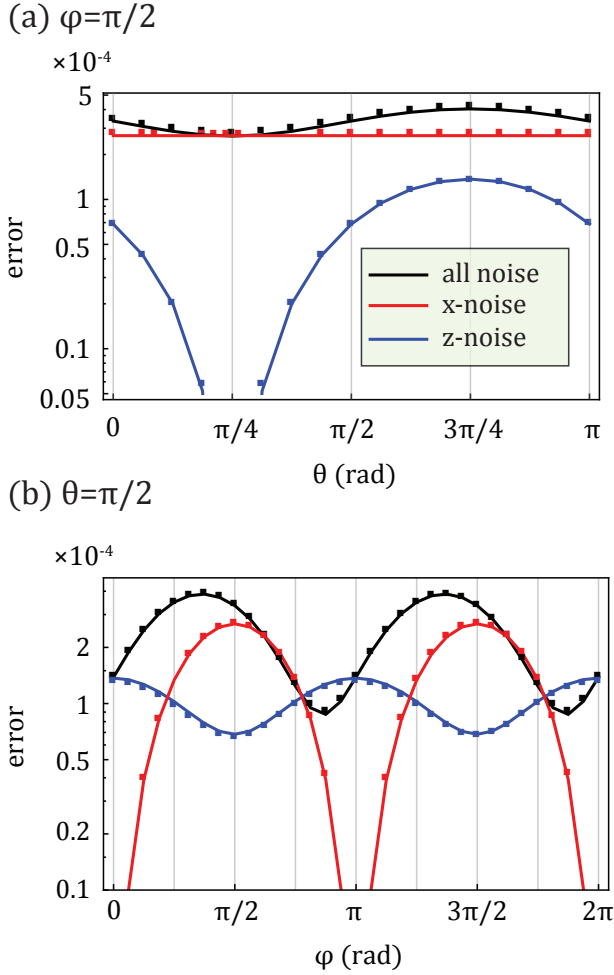 (a) φ=π/2
×10⁻⁴
5
1
0.5
0.1
0.05
error
all noise
x-noise
z-noise
0 π/4 π/2 3π/4 π
θ (rad)
(b) θ=π/2
×10⁻⁴
2
1
0.5
0.2
0.1
error
0 π/2 π 3π/2 2π
φ (rad)